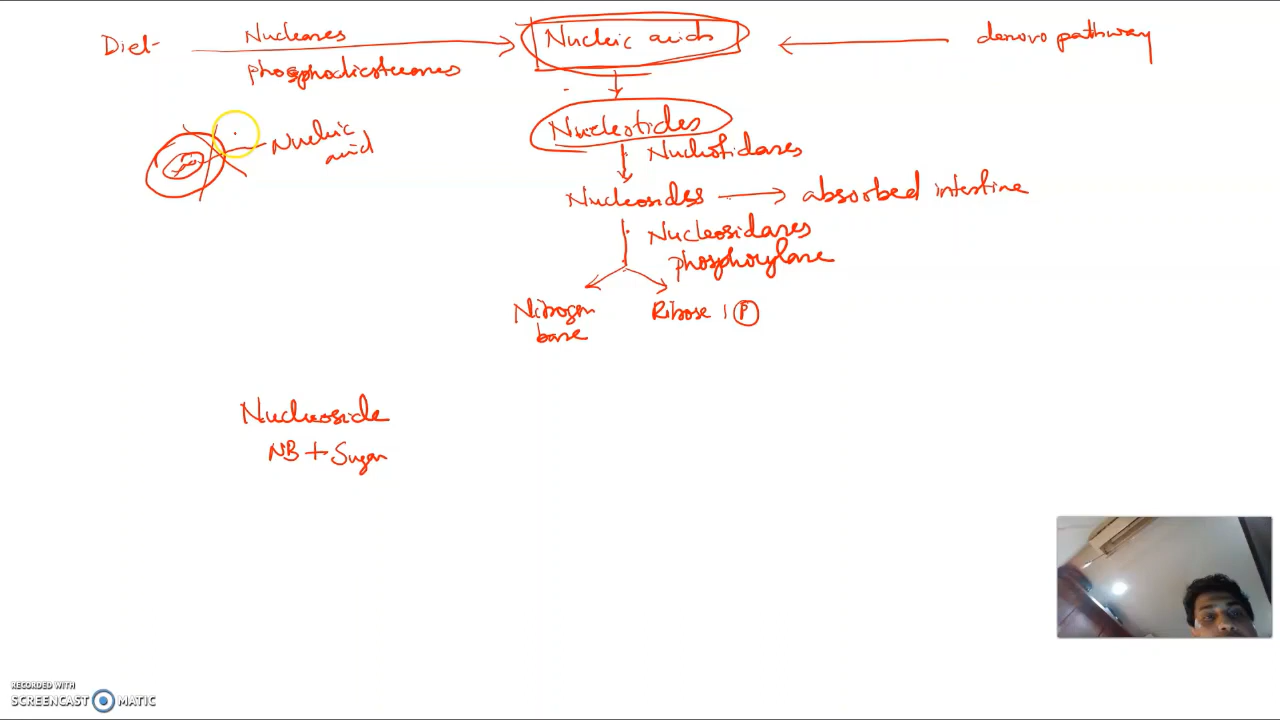 Diet
Nucleases
phosphodiesterases
Nucleic acids
denovo pathway
Nucleic
acid
Nucleotides
Nucleotidases
Nucleosides
absorbed intestine
Nucleosidases
phosphorylase
Nitrogen
base
Ribose 1 P
Nucleoside
NB + Sugar
RECORDED WITH
SCREENCAST MATIC